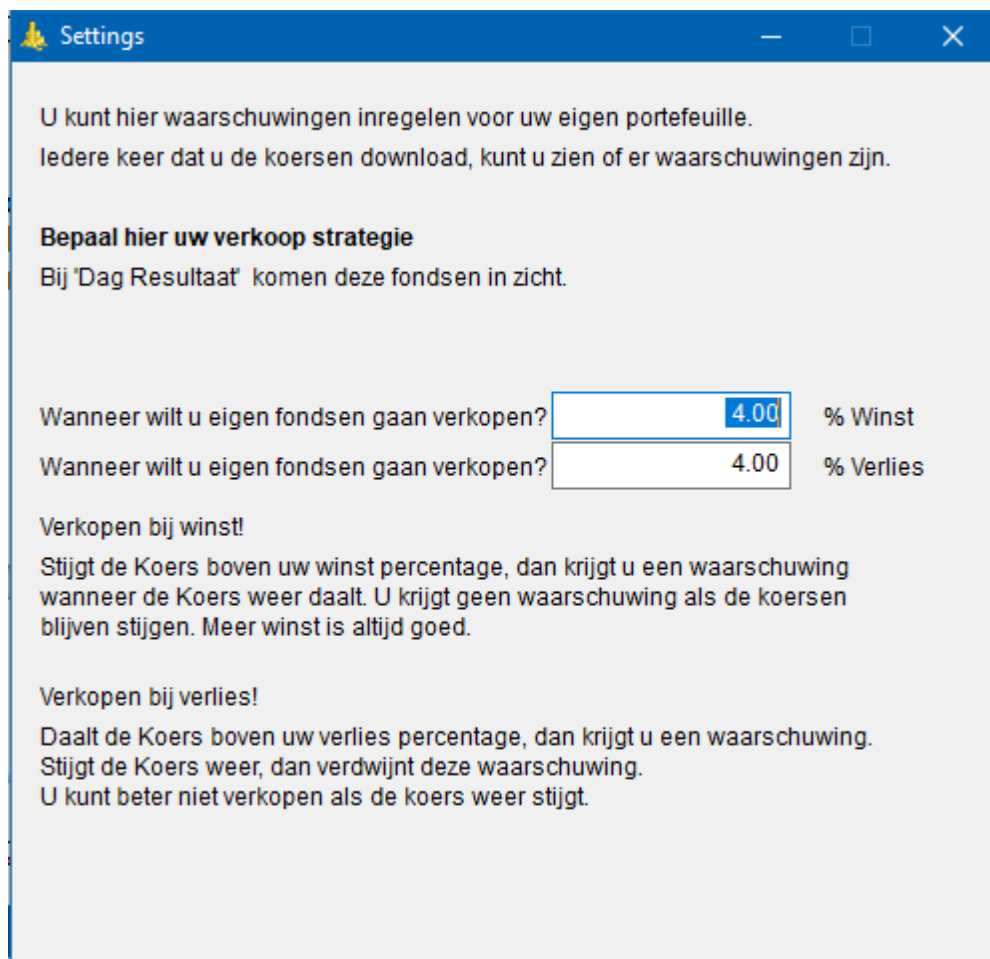 Settings
U kunt hier waarschuwingen inregelen voor uw eigen portefeuille.
Iedere keer dat u de koersen download, kunt u zien of er waarschuwingen zijn.
Bepaal hier uw verkoop strategie
Bij 'Dag Resultaat' komen deze fondsen in zicht.
Wanneer wilt u eigen fondsen gaan verkopen? 4.00 % Winst
Wanneer wilt u eigen fondsen gaan verkopen? 4.00 % Verlies
Verkopen bij winst!
Stijgt de Koers boven uw winst percentage, dan krijgt u een waarschuwing
wanneer de Koers weer daalt. U krijgt geen waarschuwing als de koersen
blijven stijgen. Meer winst is altijd goed.
Verkopen bij verlies!
Daalt de Koers boven uw verlies percentage, dan krijgt u een waarschuwing.
Stijgt de Koers weer, dan verdwijnt deze waarschuwing.
U kunt beter niet verkopen als de koers weer stijgt.